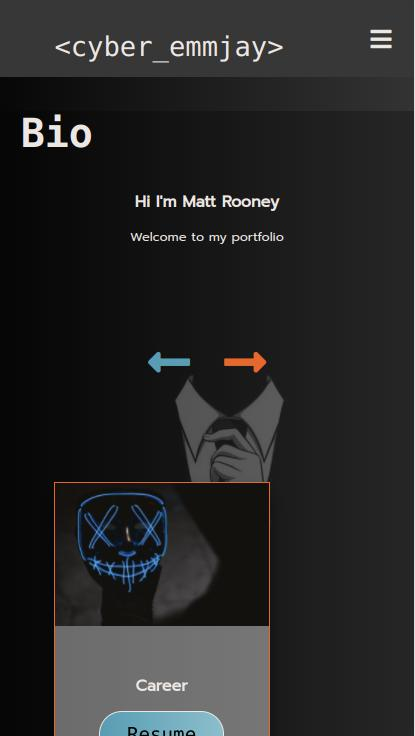 <cyber_emmjay>
Bio
Hi I'm Matt Rooney
Welcome to my portfolio
Career
Resume